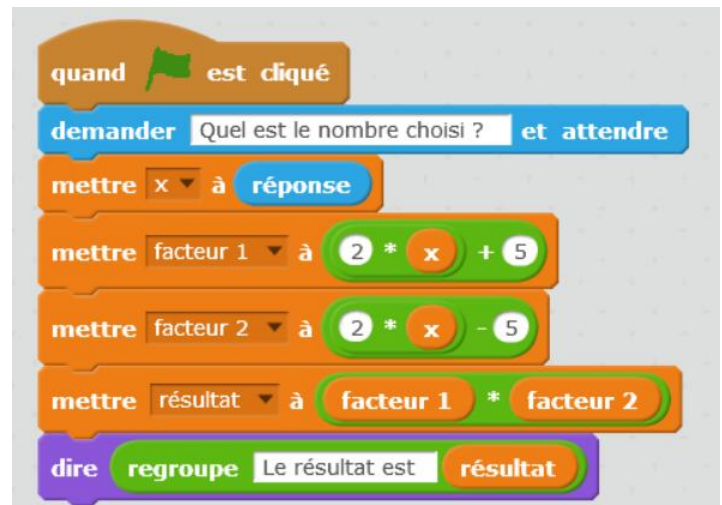 quand est cliqué
demander Quel est le nombre choisi ? et attendre
mettre x à réponse
mettre facteur 1 à 2 * x + 5
mettre facteur 2 à 2 * x - 5
mettre résultat à facteur 1 * facteur 2
dire regroupe Le résultat est résultat